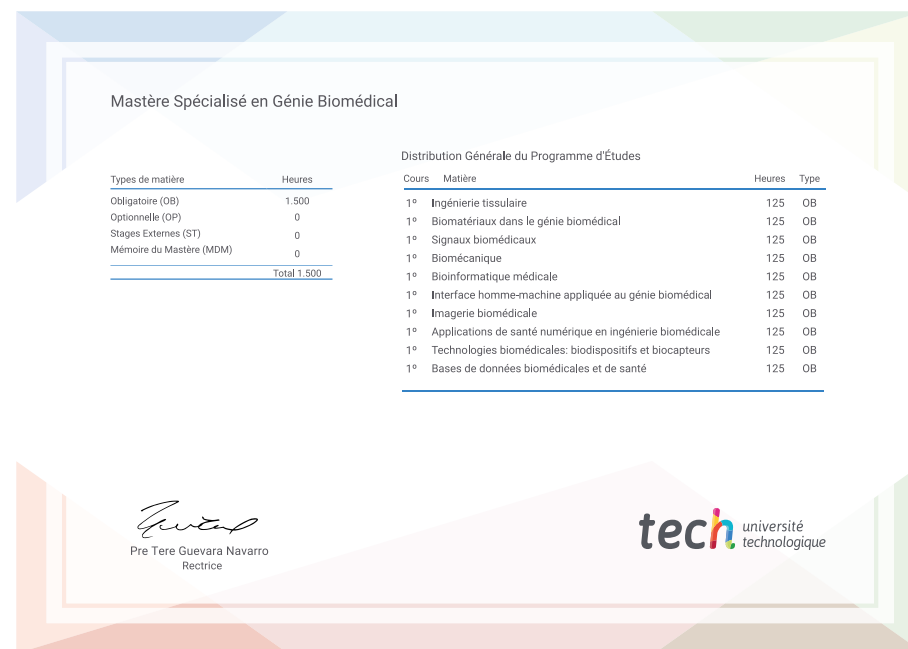 Mastère Spécialisé en Génie Biomédical
Types de matière Heures
Obligatoire (OB) 1.500
Optionnelle (OP) 0
Stages Externes (ST) 0
Mémoire du Mastère (MDM) 0
Total 1.500
Distribution Générale du Programme d'Études
Cours Matière Heures Type
1º Ingénierie tissulaire 125 OB
1º Biomatériaux dans le génie biomédical 125 OB
1º Signaux biomédicaux 125 OB
1º Biomécanique 125 OB
1º Bioinformatique médicale 125 OB
1º Interface homme-machine appliquée au génie biomédical 125 OB
1º Imagerie biomédicale 125 OB
1º Applications de santé numérique en ingénierie biomédicale 125 OB
1º Technologies biomédicales: biodispositifs et biocapteurs 125 OB
1º Bases de données biomédicales et de santé 125 OB
Pre Tere Guevara Navarro
Rectrice
tech université
technologique